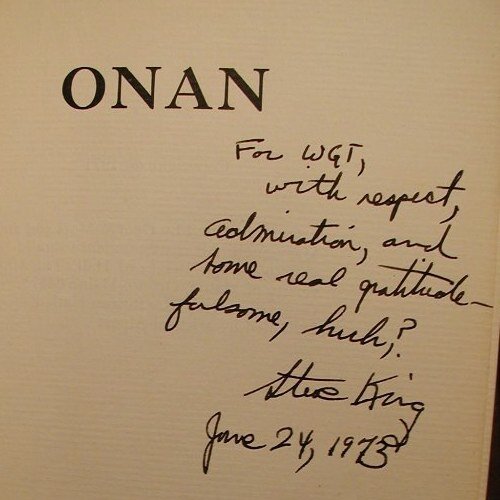 ONAN
For WGT,
with respect,
admiration, and
some real gratitude—
fulsome, huh,?
Steve King
June 24, 1973